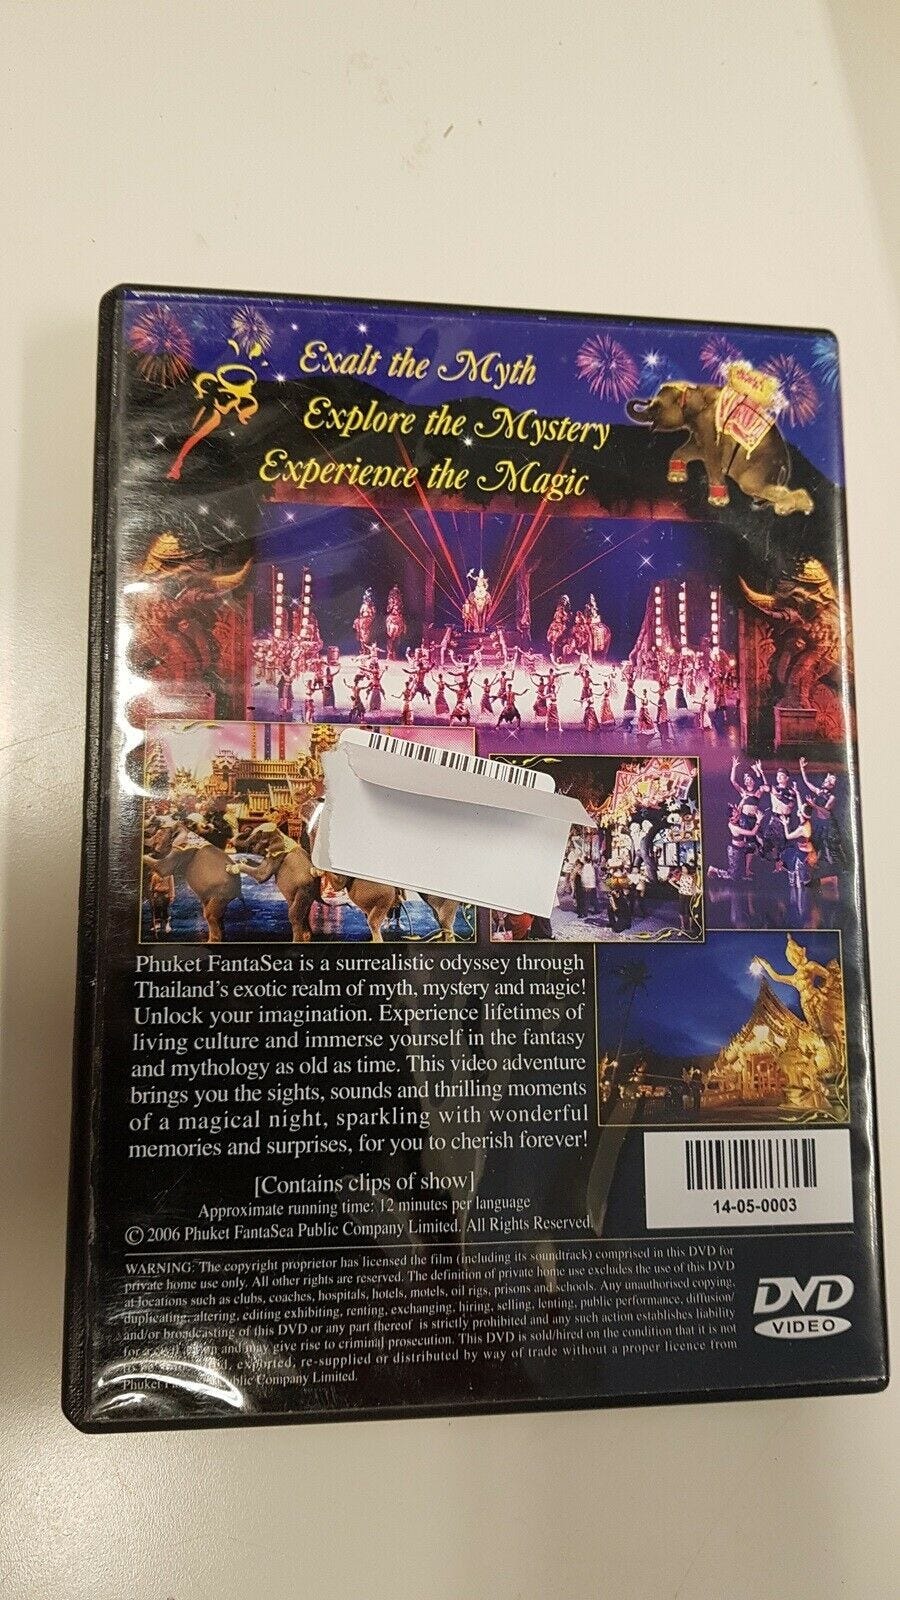 Exalt the Myth
Explore the Mystery
Experience the Magic
Phuket FantaSea is a surrealistic odyssey through
Thailand's exotic realm of myth, mystery and magic!
Unlock your imagination. Experience lifetimes of
living culture and immerse yourself in the fantasy
and mythology as old as time. This video adventure
brings you the sights, sounds and thrilling moments
of a magical night, sparkling with wonderful
memories and surprises, for you to cherish forever!
[Contains clips of show]
Approximate running time: 12 minutes per language
© 2006 Phuket FantaSea Public Company Limited. All Rights Reserved.
14-05-0003
WARNING: The copyright proprietor has licensed the film (including its soundtrack) comprised in this DVD for
private home use only. All other rights are reserved. The definition of private home use excludes the use of this DVD
at locations such as clubs, coaches, hospitals, hotels, motels, oil rigs, prisons and schools. Any unauthorised copying,
duplicating, altering, editing exhibiting, renting, exchanging, hiring, selling, lenting, public performance, diffusion/
and/or broadcasting of this DVD or any part thereof is strictly prohibited and any such action establishes liability
for and may give rise to criminal prosecution. This DVD is sold/hired on the condition that it is not
exported, re-supplied or distributed by way of trade without a proper licence from
Phuket Public Company Limited.
DVD
VIDEO